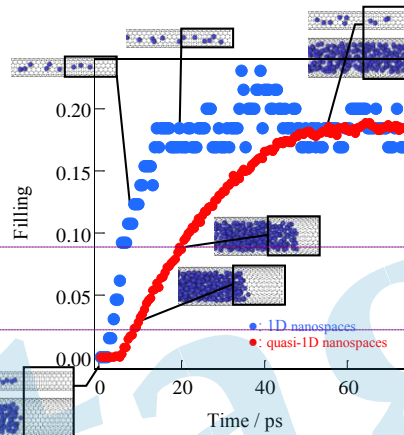 0.20
0.15
0.10
0.05
0.00
Filling
●: 1D nanospaces
●: quasi-1D nanospaces
0
20
40
60
Time / ps